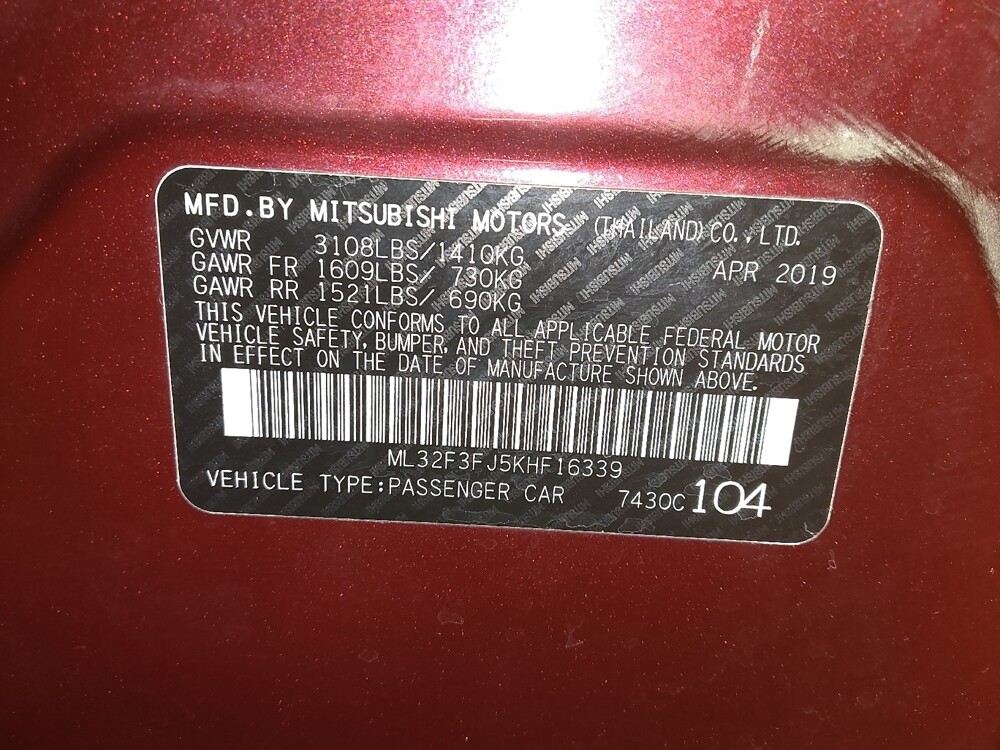 MFD.BY MITSUBISHI MOTORS (THAILAND)CO.,LTD.
GVWR 3108LBS/1410KG APR 2019
GAWR FR 1609LBS/ 730KG
GAWR RR 1521LBS/ 690KG
THIS VEHICLE CONFORMS TO ALL APPLICABLE FEDERAL MOTOR
VEHICLE SAFETY, BUMPER, AND THEFT PREVENTION STANDARDS
IN EFFECT ON THE DATE OF MANUFACTURE SHOWN ABOVE.
ML32F3FJ5KHF16339
VEHICLE TYPE:PASSENGER CAR 7430C 104